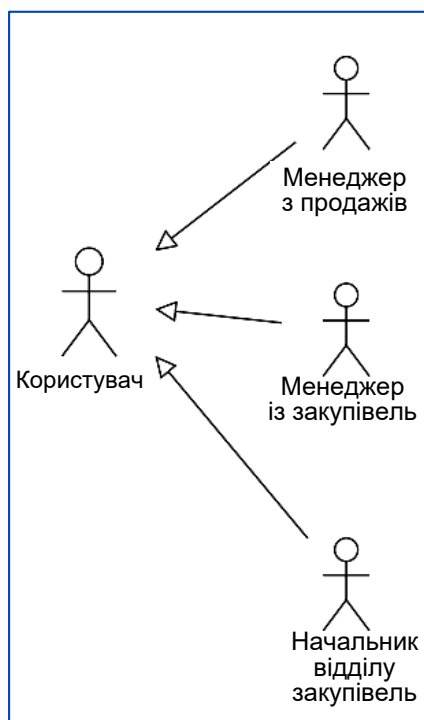 Менеджер
з продажів
Користувач
Менеджер
із закупівель
Начальник
відділу
закупівель